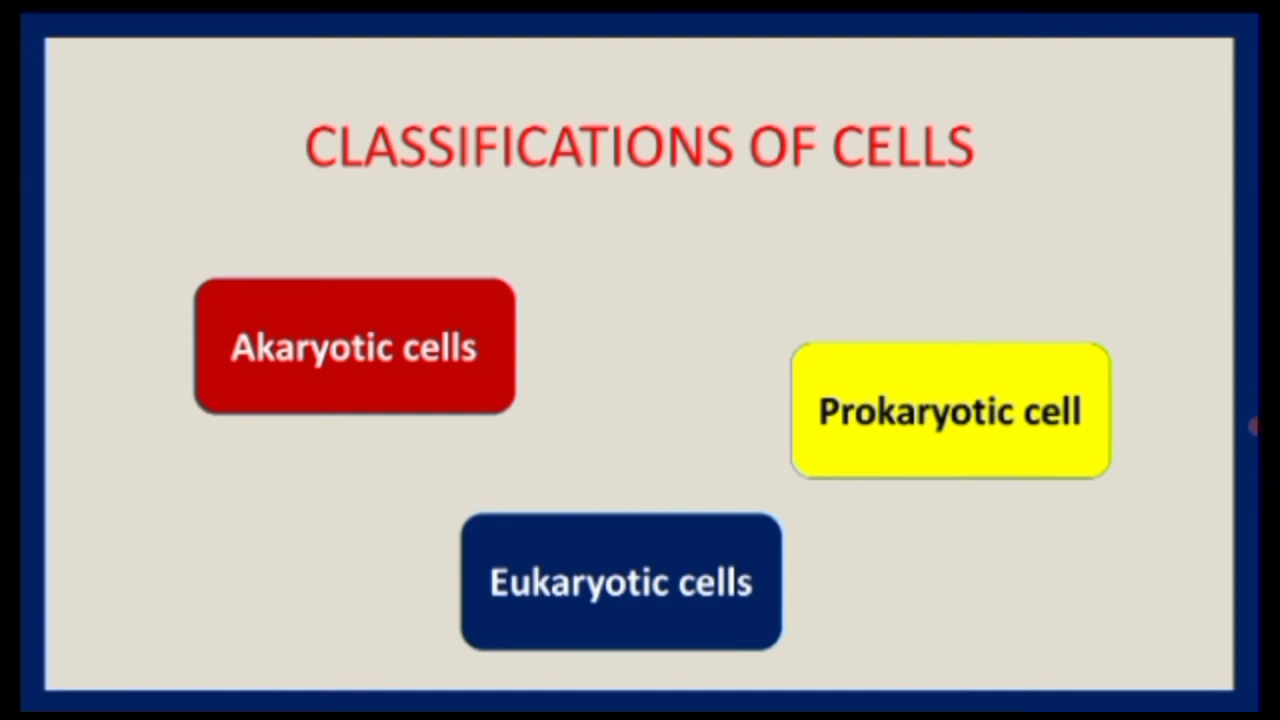 CLASSIFICATIONS OF CELLS
Akaryotic cells
Prokaryotic cell
Eukaryotic cells